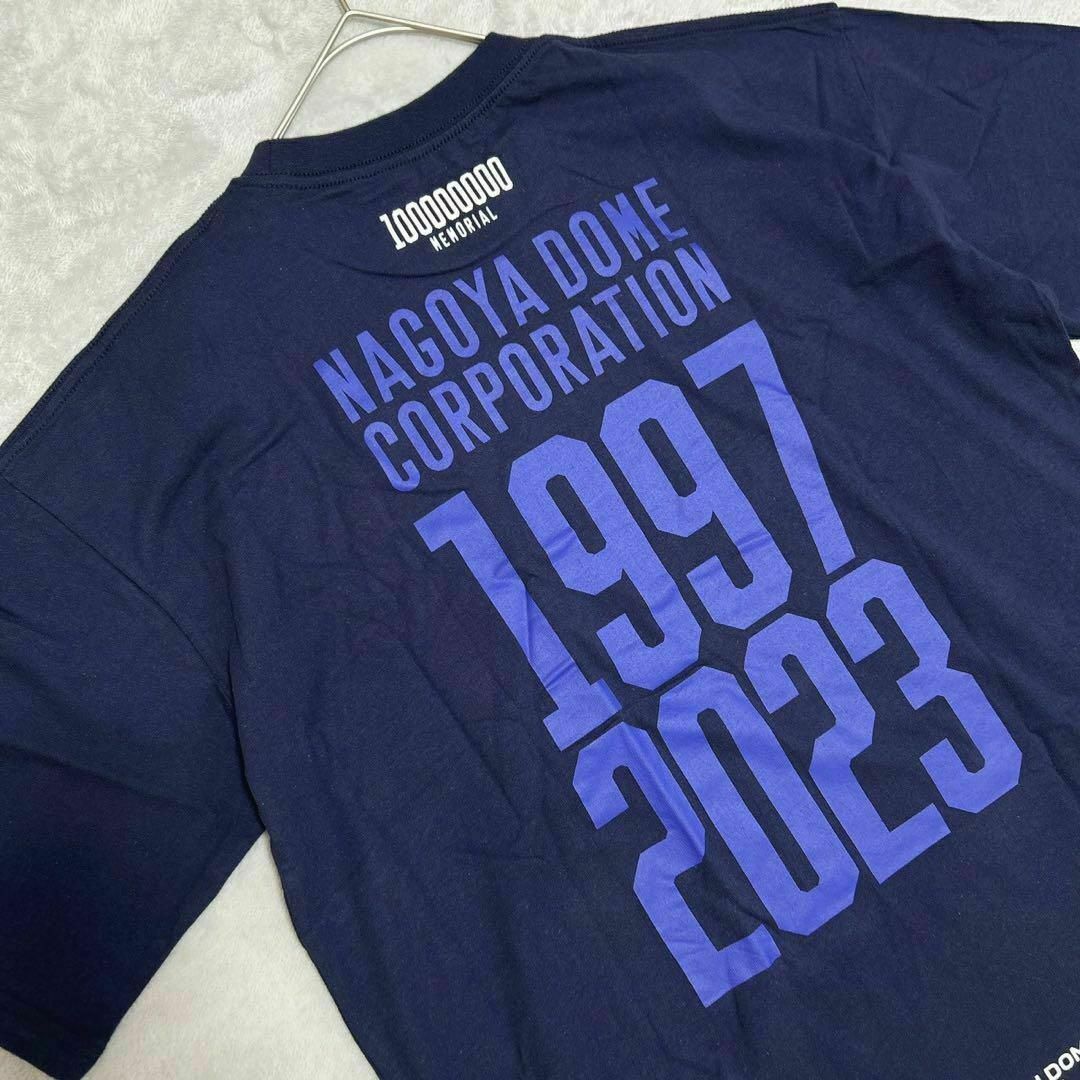 100000000
MEMORIAL
NAGOYA DOME
CORPORATION
1997
2023